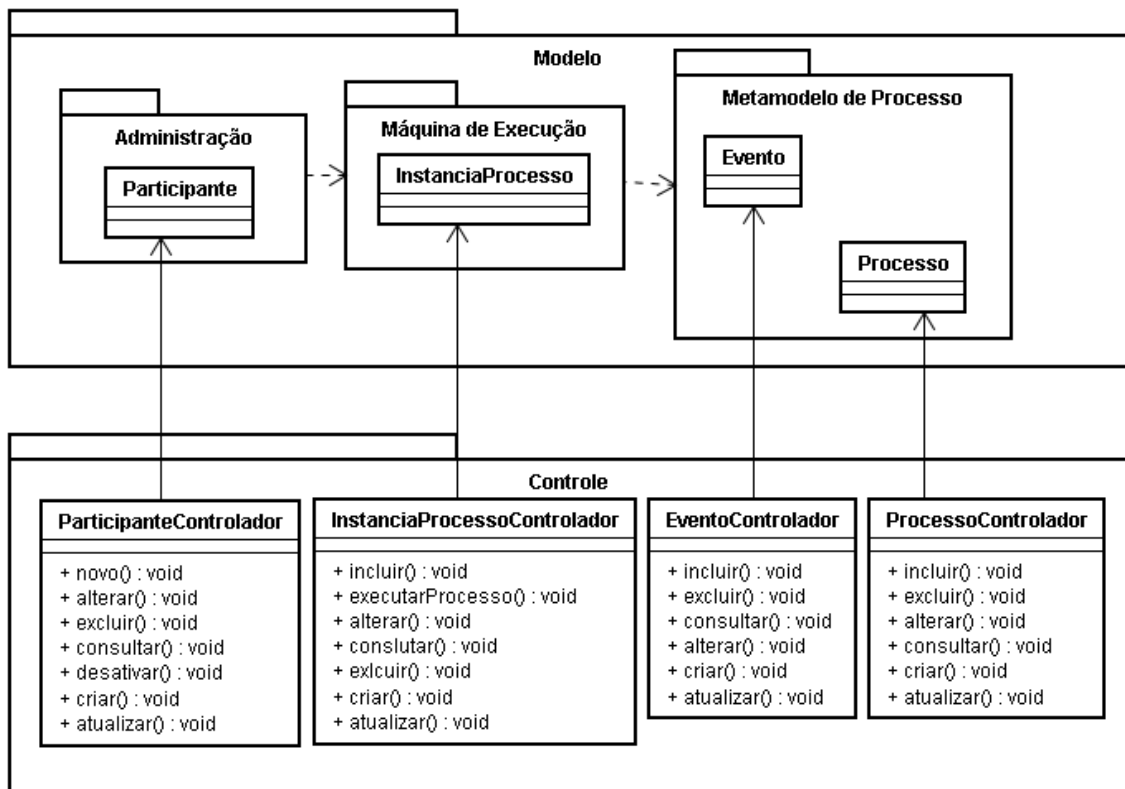 Modelo
Administração
Participante
Máquina de Execução
InstanciaProcesso
Metamodelo de Processo
Evento
Processo
Controle
ParticipanteControlador
+ novo() : void
+ alterar() : void
+ excluir() : void
+ consultar() : void
+ desativar() : void
+ criar() : void
+ atualizar() : void
InstanciaProcessoControlador
+ incluir() : void
+ executarProcesso() : void
+ alterar() : void
+ conslutar() : void
+ exlcuir() : void
+ criar() : void
+ atualizar() : void
EventoControlador
+ incluir() : void
+ excluir() : void
+ consultar() : void
+ alterar() : void
+ criar() : void
+ atualizar() : void
ProcessoControlador
+ incluir() : void
+ excluir() : void
+ alterar() : void
+ consultar() : void
+ criar() : void
+ atualizar() : void